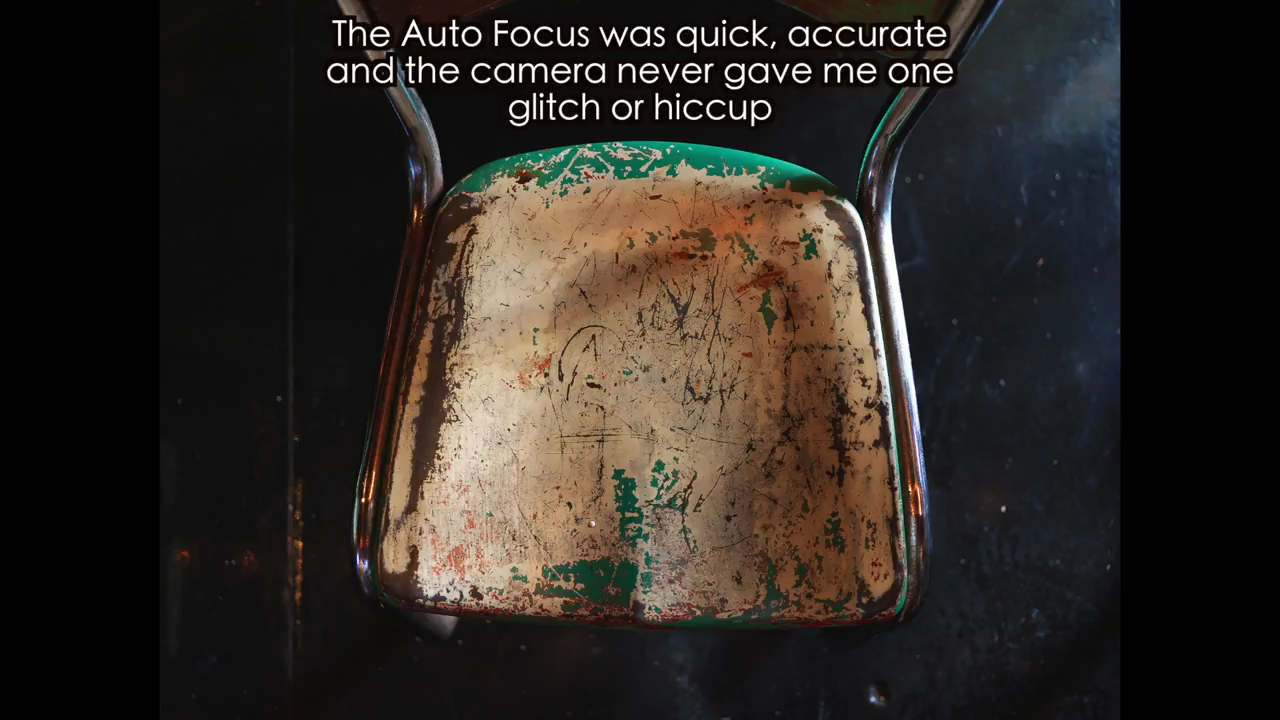 The Auto Focus was quick, accurate
and the camera never gave me one
glitch or hiccup